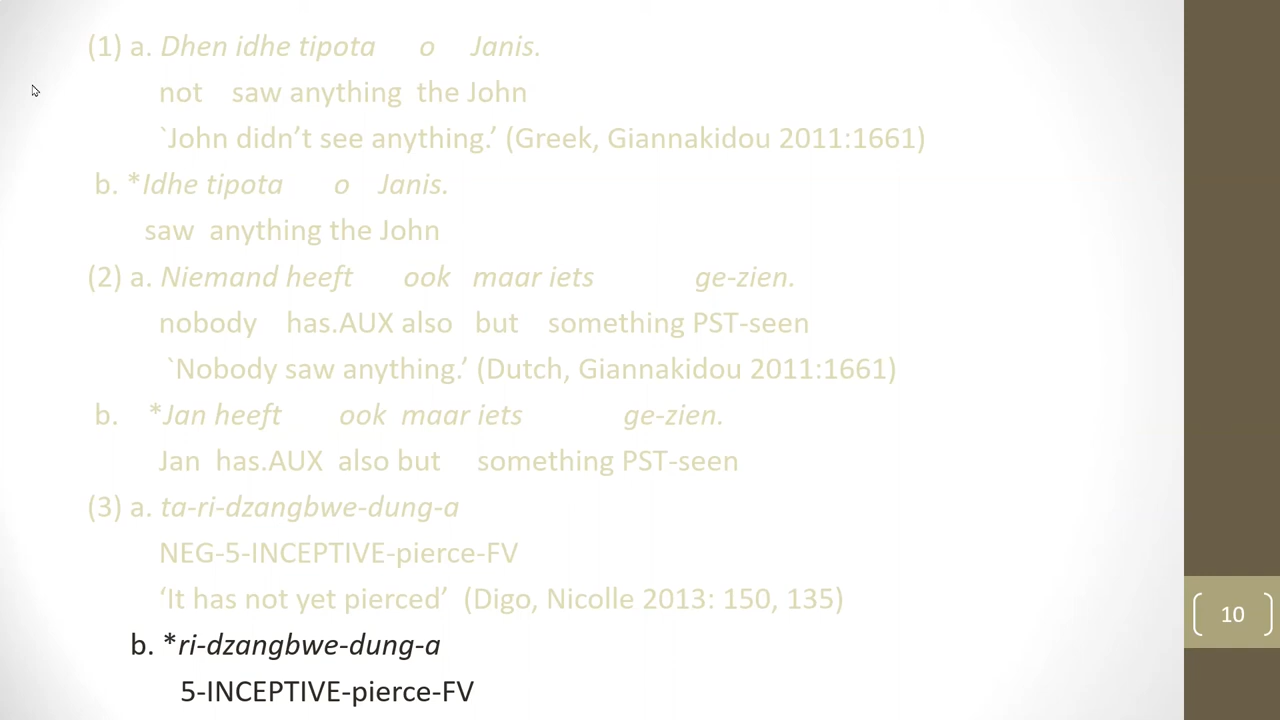 (1) a. Dhen idhe tipota o Janis.
not saw anything the John
`John didn’t see anything.’ (Greek, Giannakidou 2011:1661)
b. *Idhe tipota o Janis.
saw anything the John
(2) a. Niemand heeft ook maar iets ge-zien.
nobody has.AUX also but something PST-seen
`Nobody saw anything.’ (Dutch, Giannakidou 2011:1661)
b. *Jan heeft ook maar iets ge-zien.
Jan has.AUX also but something PST-seen
(3) a. ta-ri-dzangbwe-dung-a
NEG-5-INCEPTIVE-pierce-FV
‘It has not yet pierced’ (Digo, Nicolle 2013: 150, 135)
b. *ri-dzangbwe-dung-a
5-INCEPTIVE-pierce-FV
10